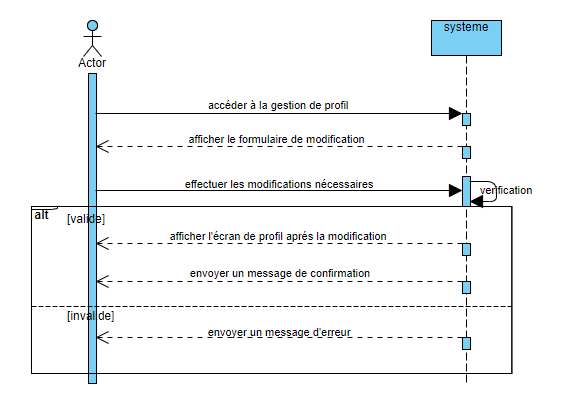 systeme
Actor
accéder à la gestion de profil
afficher le formulaire de modification
effectuer les modifications nécessaires
verification
alt
[valide]
afficher l'écran de profil aprés la modification
envoyer un message de confirmation
[invalide]
envoyer un message d'erreur